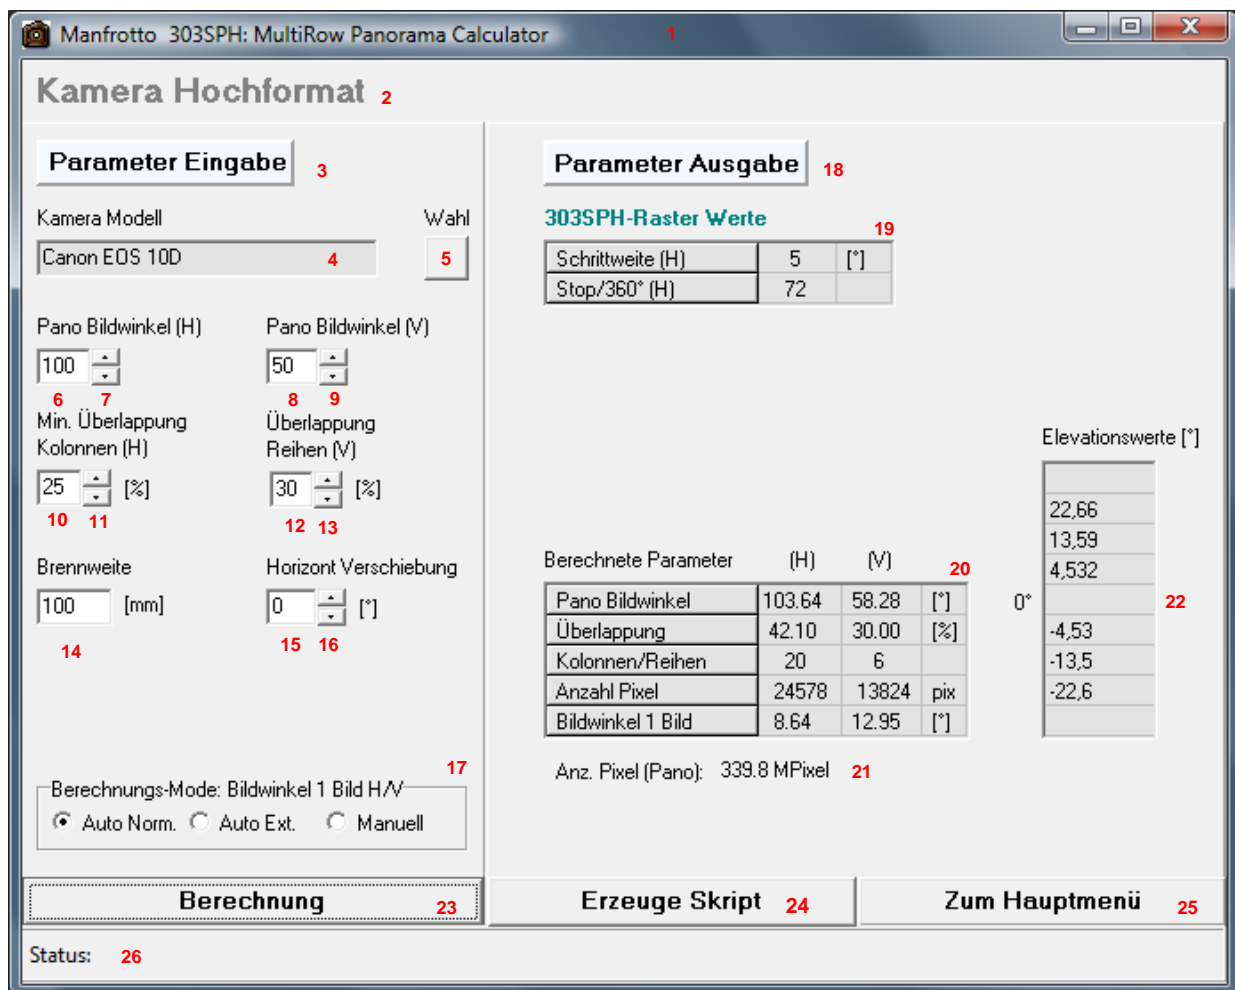 Manfrotto 303SPH: MultiRow Panorama Calculator 1
Kamera Hochformat 2
Parameter Eingabe 3
Kamera Modell Wahl
Canon EOS 10D 4 5
Pano Bildwinkel (H) Pano Bildwinkel (V)
100 50
6 7 8 9
Min. Überlappung Überlappung
Kolonnen (H) Reihen (V)
25 [%] 30 [%]
10 11 12 13
Brennweite Horizont Verschiebung
100 [mm] 0 [°]
14 15 16
17
Berechnungs-Mode: Bildwinkel 1 Bild H/V
Auto Norm. Auto Ext. Manuell
Parameter Ausgabe 18
303SPH-Raster Werte 19
Schrittweite (H) 5 [°]
Stop/360° (H) 72
Berechnete Parameter (H) (V) 20
Pano Bildwinkel 103.64 58.28 [°]
Überlappung 42.10 30.00 [%]
Kolonnen/Reihen 20 6
Anzahl Pixel 24578 13824 pix
Bildwinkel 1 Bild 8.64 12.95 [°]
Anz. Pixel (Pano): 339.8 MPixel 21
Elevationswerte [°]
22,66
13,59
4,532
0° 22
-4,53
-13,5
-22,6
Berechnung 23 Erzeuge Skript 24 Zum Hauptmenü 25
Status: 26